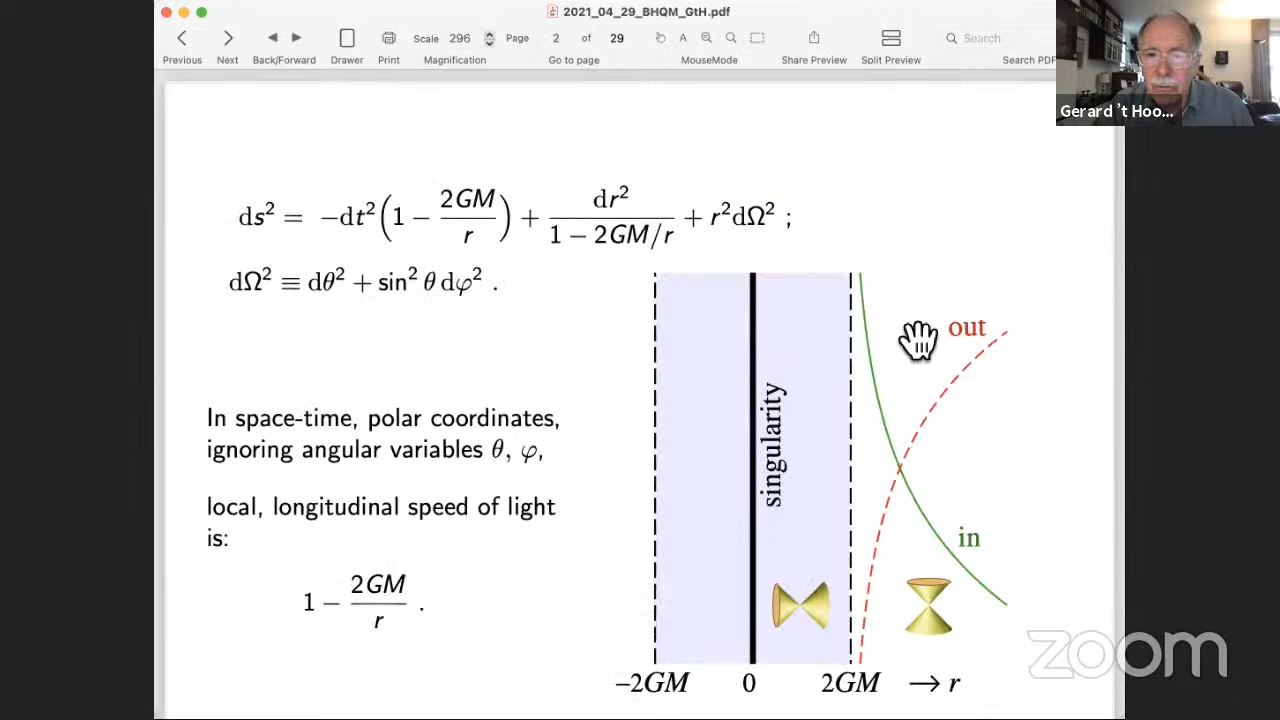 2021_04_29_BHQM_GtH.pdf
Scale 296 Page 2 of 29 A Search
Previous Next Back/Forward Drawer Print Magnification Go to page MouseMode Share Preview Split Preview Search PDF
Gerard 't Hoo...
ds² = −dt²(1 − 2GM/r) + dr²/(1 − 2GM/r) + r²dΩ² ;
dΩ² ≡ dθ² + sin² θ dφ² .
out
singularity
In space-time, polar coordinates,
ignoring angular variables θ, φ,
local, longitudinal speed of light
is:
in
1 − 2GM/r .
zoom
−2GM 0 2GM → r